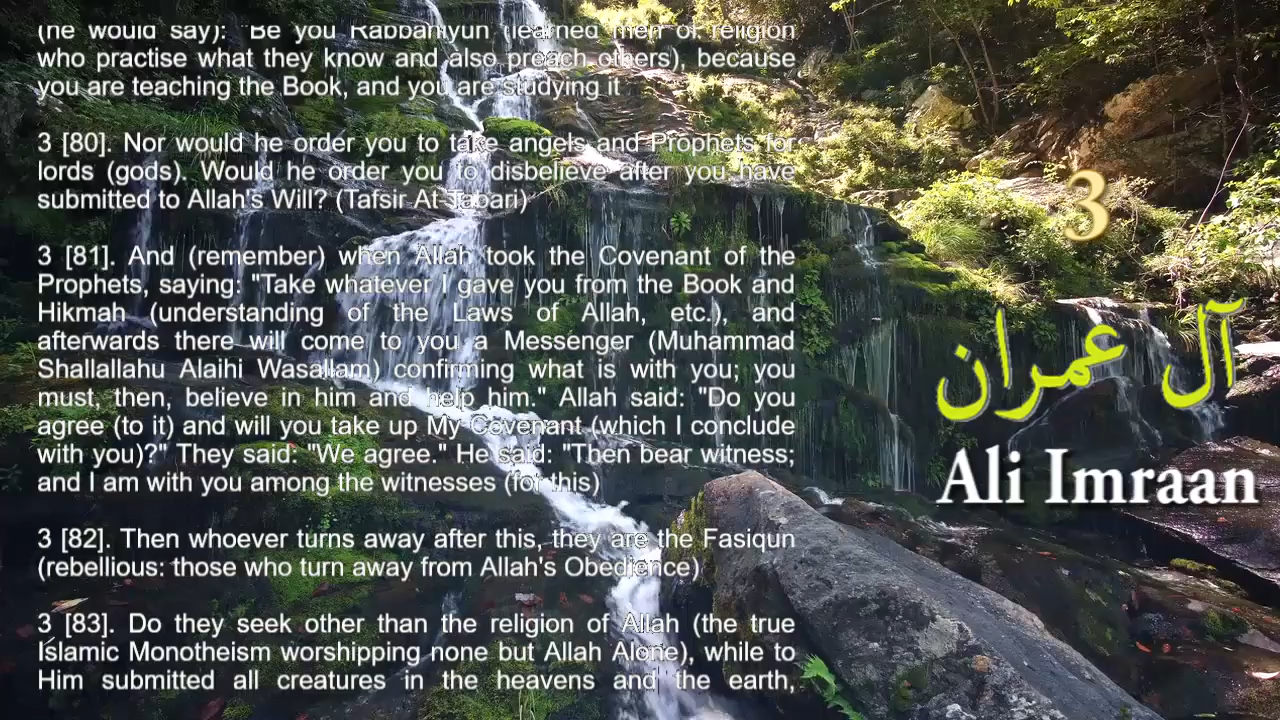 (he would say): "Be you Rabbaniyun (learned men of religion
who practise what they know and also preach others), because
you are teaching the Book, and you are studying it
3 [80]. Nor would he order you to take angels and Prophets for
lords (gods). Would he order you to disbelieve after you have
submitted to Allah's Will? (Tafsir At-Tabari)
3 [81]. And (remember) when Allah took the Covenant of the
Prophets, saying: "Take whatever I gave you from the Book and
Hikmah (understanding of the Laws of Allah, etc.), and
afterwards there will come to you a Messenger (Muhammad
Shallallahu Alaihi Wasallam) confirming what is with you; you
must, then, believe in him and help him." Allah said: "Do you
agree (to it) and will you take up My Covenant (which I conclude
with you)?" They said: "We agree." He said: "Then bear witness;
and I am with you among the witnesses (for this)
3 [82]. Then whoever turns away after this, they are the Fasiqun
(rebellious: those who turn away from Allah's Obedience)
3 [83]. Do they seek other than the religion of Allah (the true
Islamic Monotheism worshipping none but Allah Alone), while to
Him submitted all creatures in the heavens and the earth,
3
آل عمران
Ali Imraan